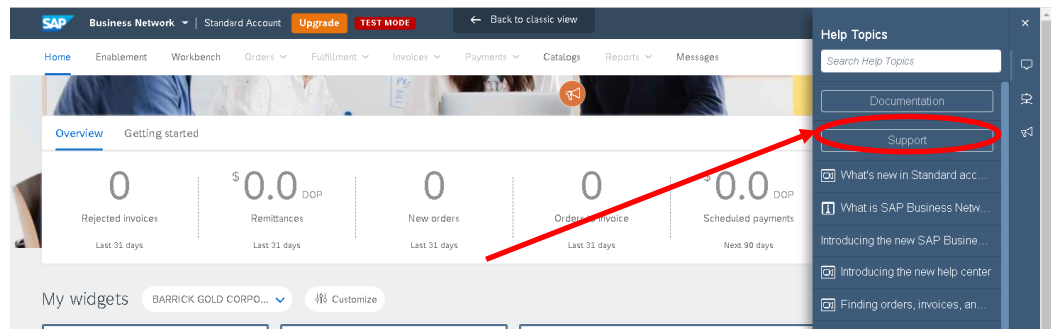 SAP Business Network Standard Account Upgrade TEST MODE ← Back to classic view
Home Enablement Workbench Orders Fulfillment Invoices Payments Catalogs Reports Messages
Overview Getting started
0 $ 0.0 DOP 0 0 $ 0.0 DOP
Rejected invoices Remittances New orders Orders to invoice Scheduled payments
Last 31 days Last 31 days Last 31 days Last 31 days Next 90 days
My widgets BARRICK GOLD CORPO... Customize
Help Topics
Search Help Topics
Documentation
Support
What's new in Standard acc...
What is SAP Business Netw...
Introducing the new SAP Busine...
Introducing the new help center
Finding orders, invoices, an...